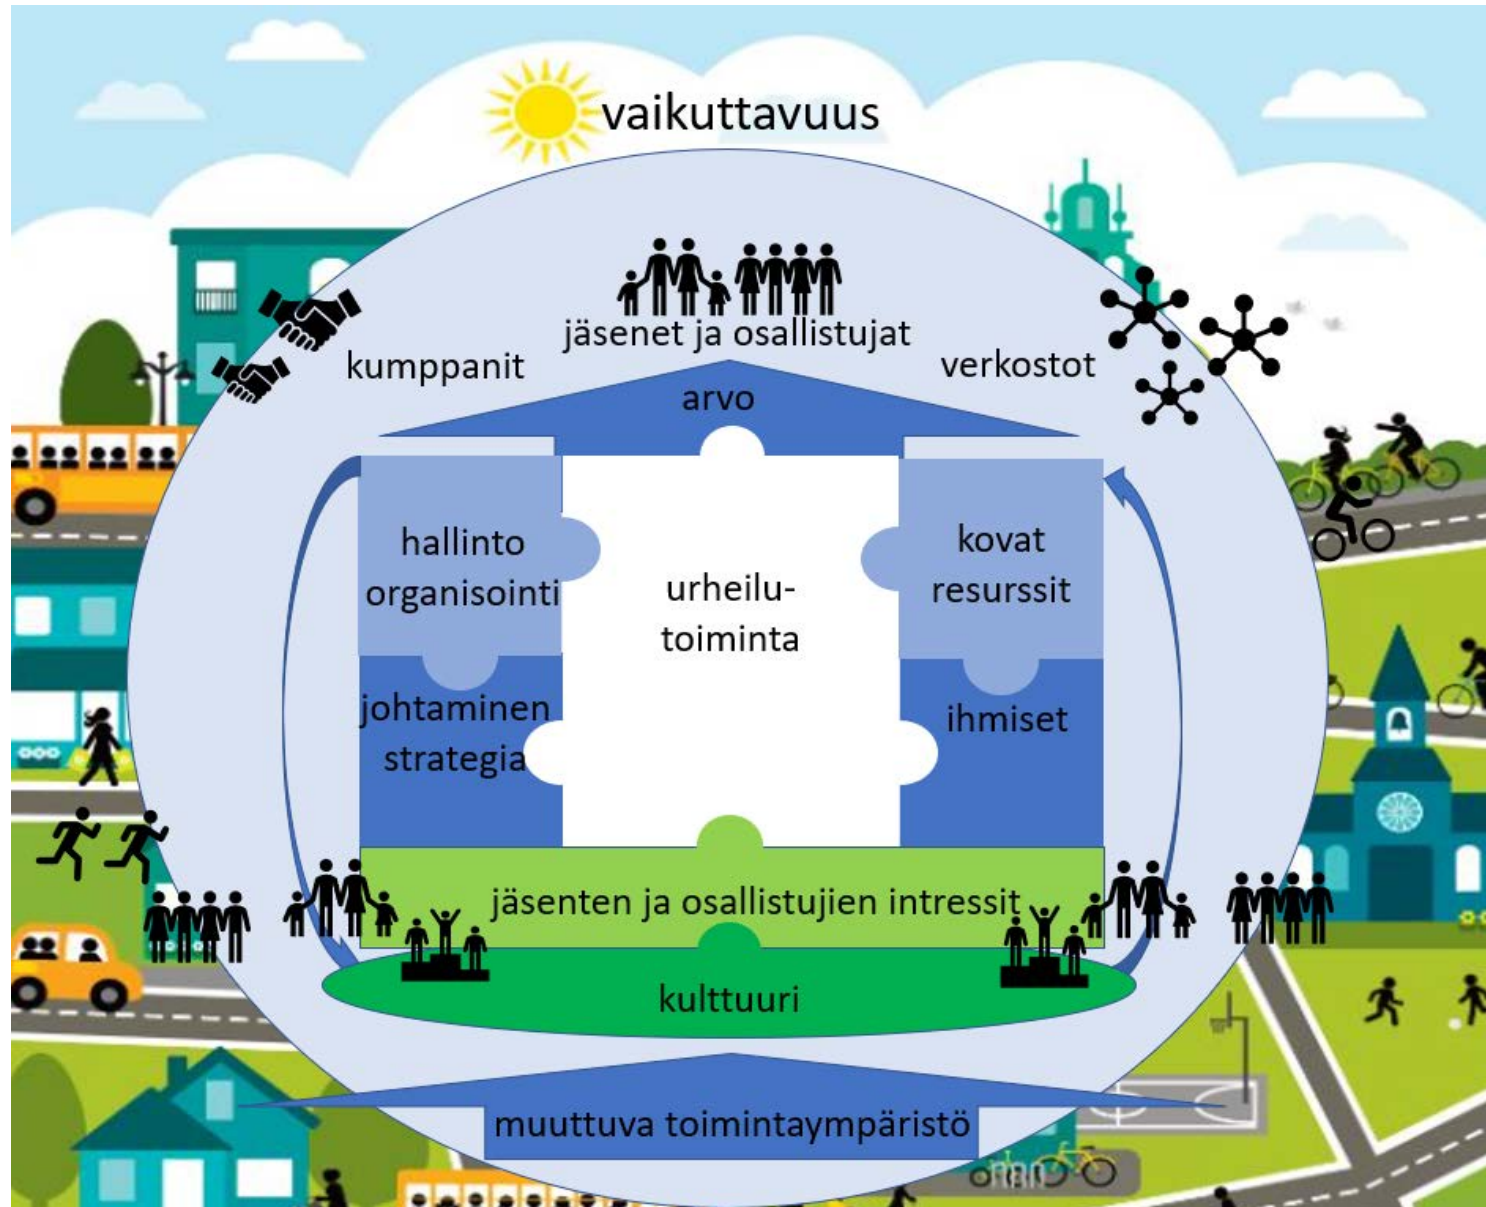 vaikuttavuus
jäsenet ja osallistujat
kumppanit
verkostot
arvo
hallinto
organisointi
urheilu-
toiminta
kovat
resurssit
johtaminen
strategia
ihmiset
jäsenten ja osallistujien intressit
kulttuuri
muuttuva toimintaympäristö